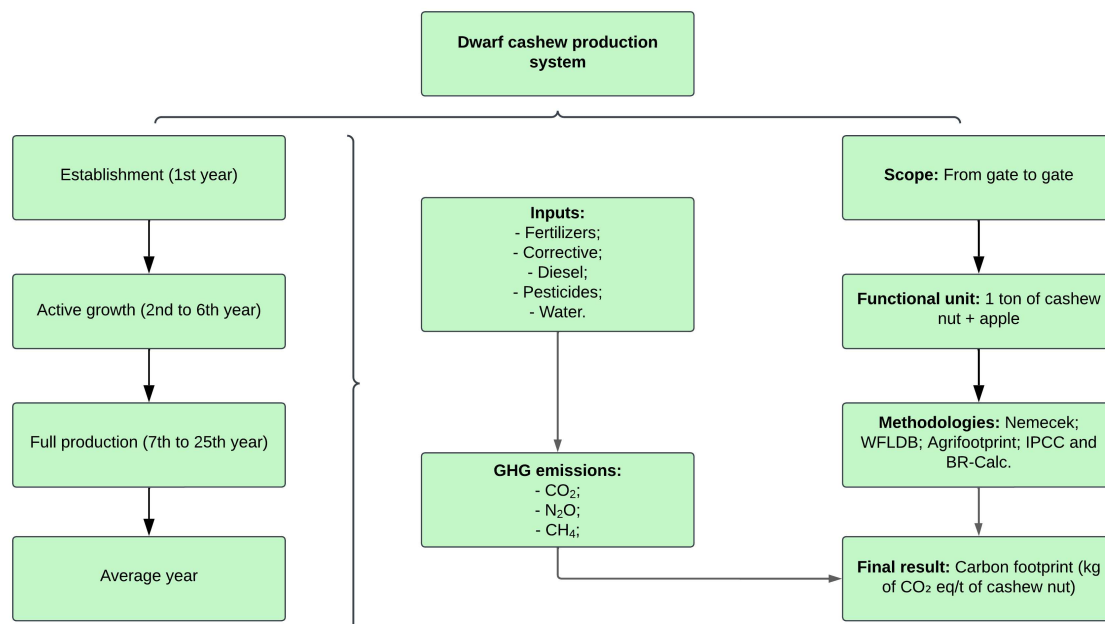 Dwarf cashew production
system
Establishment (1st year)
Active growth (2nd to 6th year)
Full production (7th to 25th year)
Average year
Inputs:
- Fertilizers;
- Corrective;
- Diesel;
- Pesticides;
- Water.
GHG emissions:
- CO₂;
- N₂O;
- CH₄;
Scope: From gate to gate
Functional unit: 1 ton of cashew
nut + apple
Methodologies: Nemecek;
WFLDB; Agrifootprint; IPCC and
BR-Calc.
Final result: Carbon footprint (kg
of CO₂ eq/t of cashew nut)